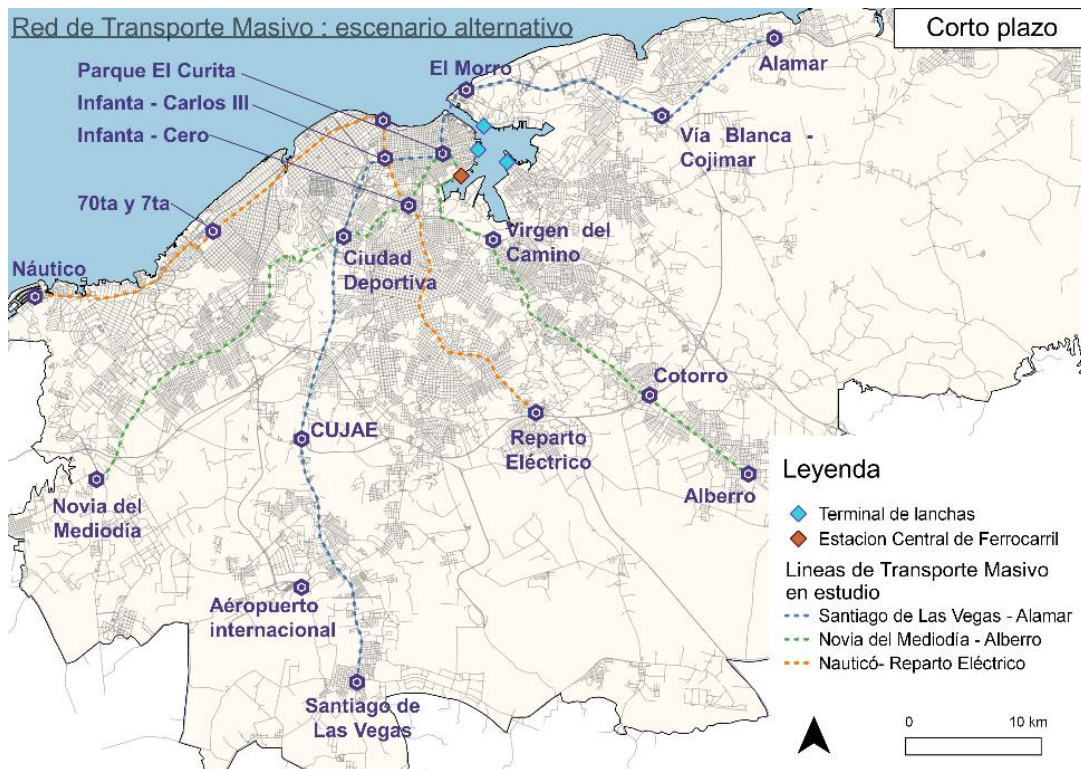 Red de Transporte Masivo : escenario alternativo
Corto plazo
Parque El Curita
El Morro
Alamar
Infanta - Carlos III
Infanta - Cero
Vía Blanca -
Cojimar
70ta y 7ta
Virgen del
Camino
Ciudad
Deportiva
Náutico
Cotorro
CUJAE
Reparto
Eléctrico
Alberro
Novia del
Mediodía
Aéropuerto
internacional
Santiago de
Las Vegas
Leyenda
Terminal de lanchas
Estacion Central de Ferrocarril
Lineas de Transporte Masivo
en estudio
Santiago de Las Vegas - Alamar
Novia del Mediodía - Alberro
Nauticó- Reparto Eléctrico
0 10 km